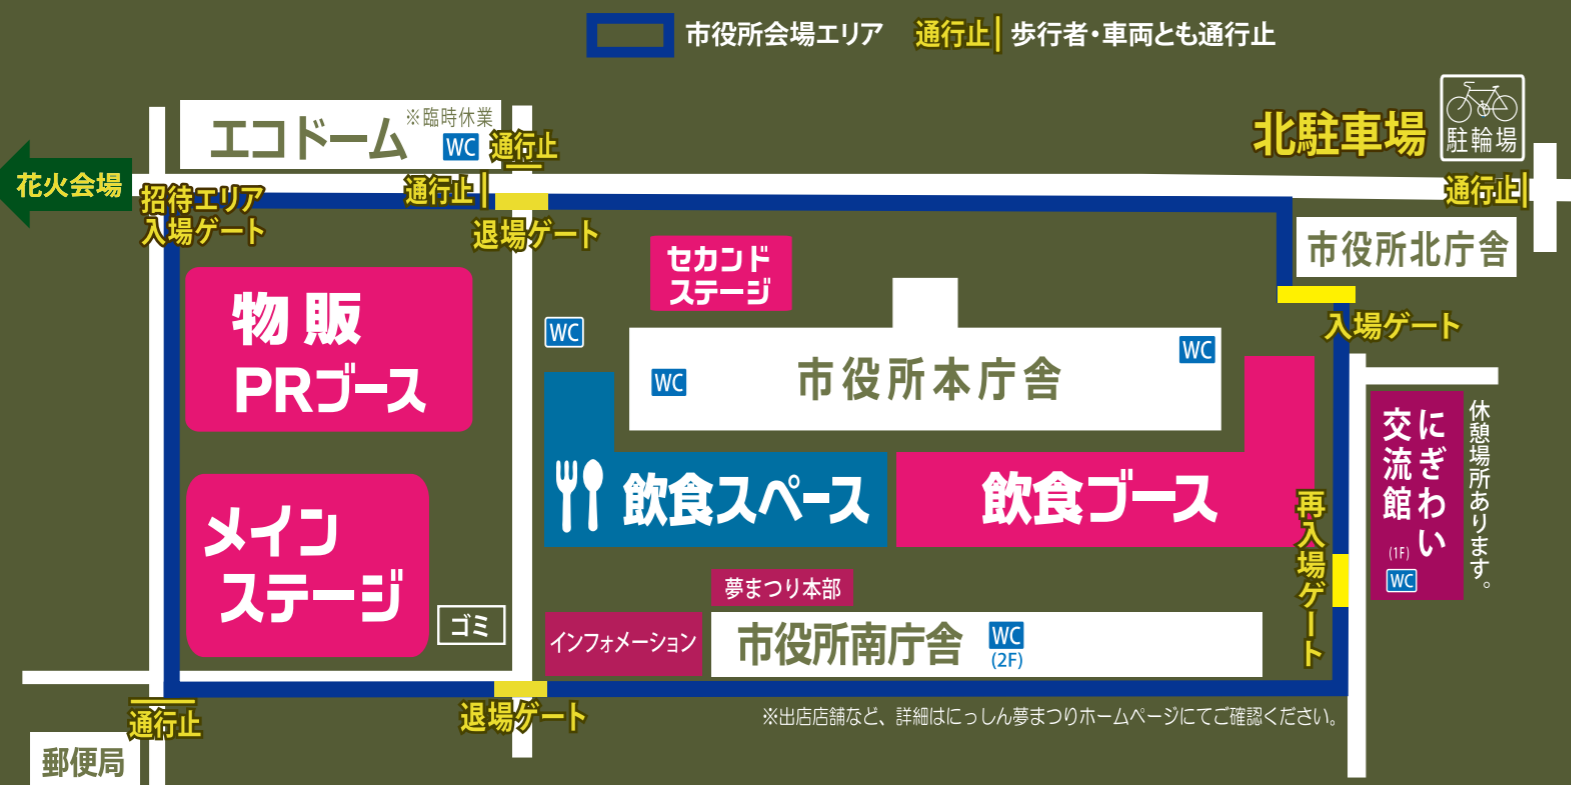 市役所会場エリア
通行止 歩行者・車両とも通行止
エコドーム
※臨時休業
WC
通行止
北駐車場
駐輪場
花火会場
招待エリア
入場ゲート
通行止
退場ゲート
通行止
市役所北庁舎
セカンド
ステージ
入場ゲート
物販
PRブース
WC
WC
市役所本庁舎
WC
にぎわい
交流館
(1F)
WC
休憩場所あります。
飲食スペース
飲食ブース
再入場ゲート
メイン
ステージ
ゴミ
夢まつり本部
インフォメーション
市役所南庁舎
WC
(2F)
通行止
退場ゲート
※出店店舗など、詳細はにっしん夢まつりホームページにてご確認ください。
郵便局